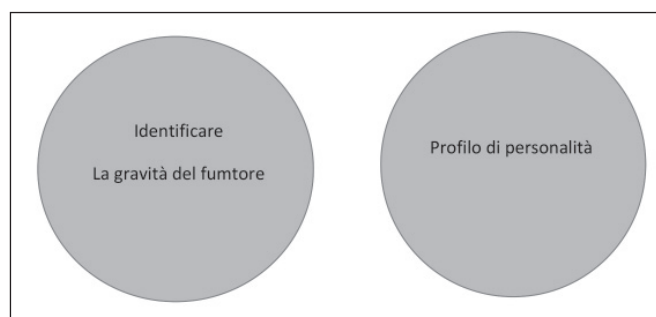 Identificare
La gravità del fumtore
Profilo di personalità